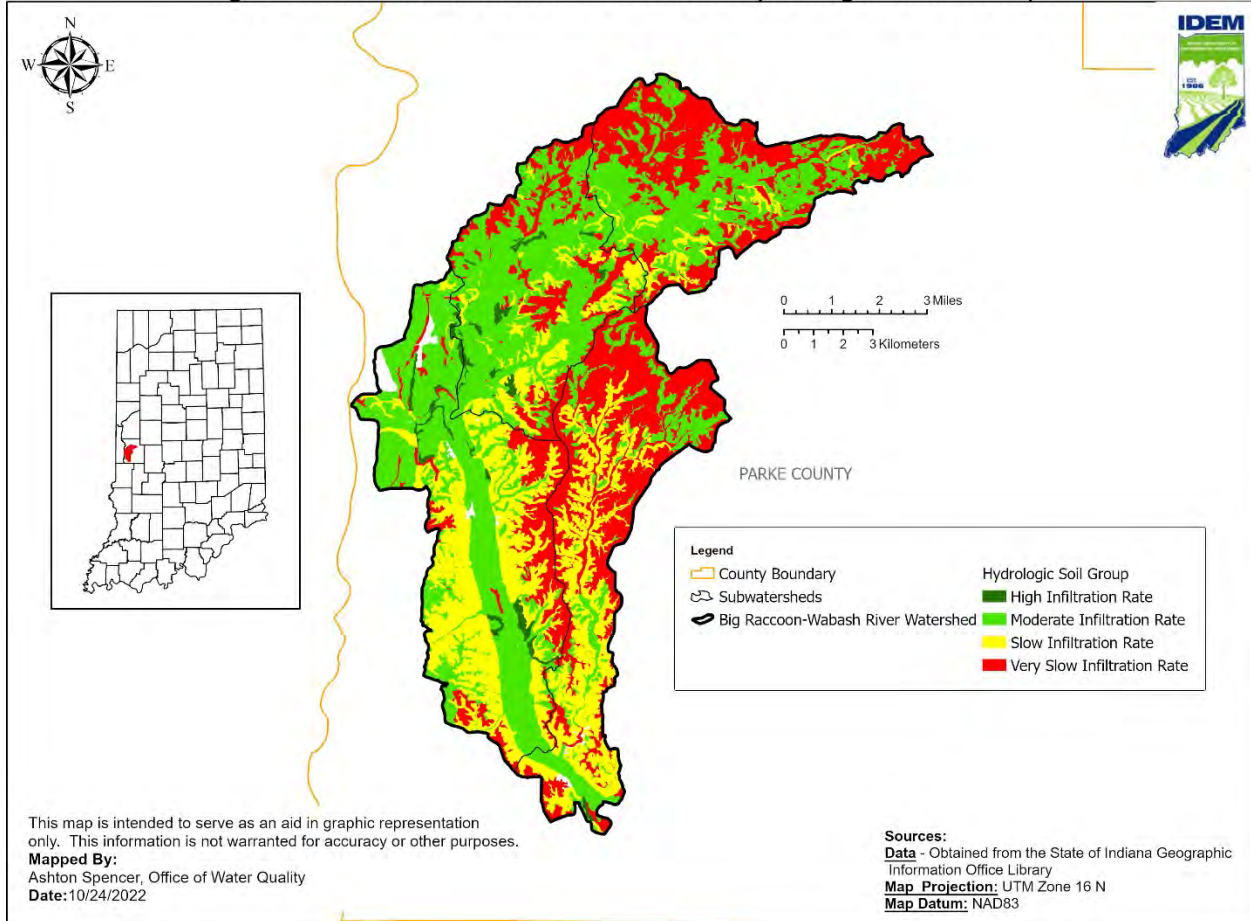 N
W
E
S
IDEM
1986
0 1 2 3 Miles
0 1 2 3 Kilometers
PARKE COUNTY
Legend
County Boundary
Subwatersheds
Big Raccoon-Wabash River Watershed
Hydrologic Soil Group
High Infiltration Rate
Moderate Infiltration Rate
Slow Infiltration Rate
Very Slow Infiltration Rate
This map is intended to serve as an aid in graphic representation
only. This information is not warranted for accuracy or other purposes.
Mapped By:
Ashton Spencer, Office of Water Quality
Date:10/24/2022
Sources:
Data - Obtained from the State of Indiana Geographic
Information Office Library
Map Projection: UTM Zone 16 N
Map Datum: NAD83